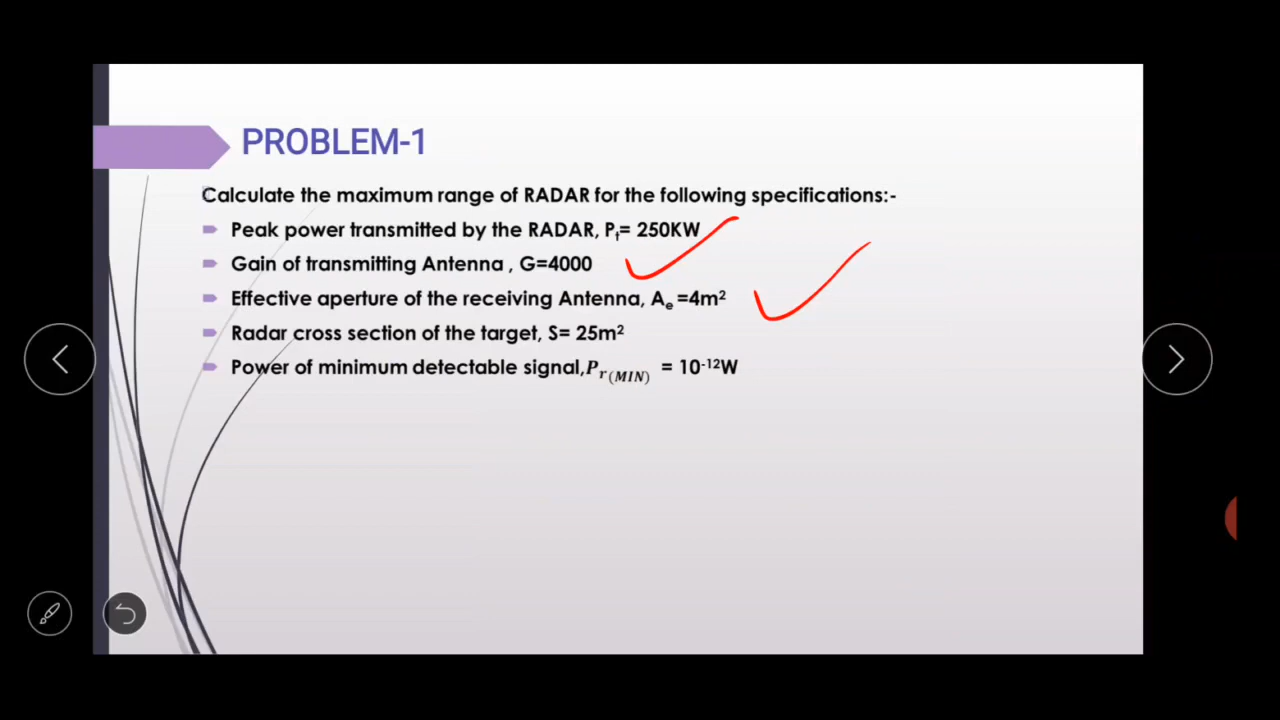 PROBLEM-1
Calculate the maximum range of RADAR for the following specifications:-
Peak power transmitted by the RADAR, Pt= 250KW
Gain of transmitting Antenna , G=4000
Effective aperture of the receiving Antenna, Ae =4m²
Radar cross section of the target, S= 25m²
Power of minimum detectable signal,Pr(MIN) = 10⁻¹²W